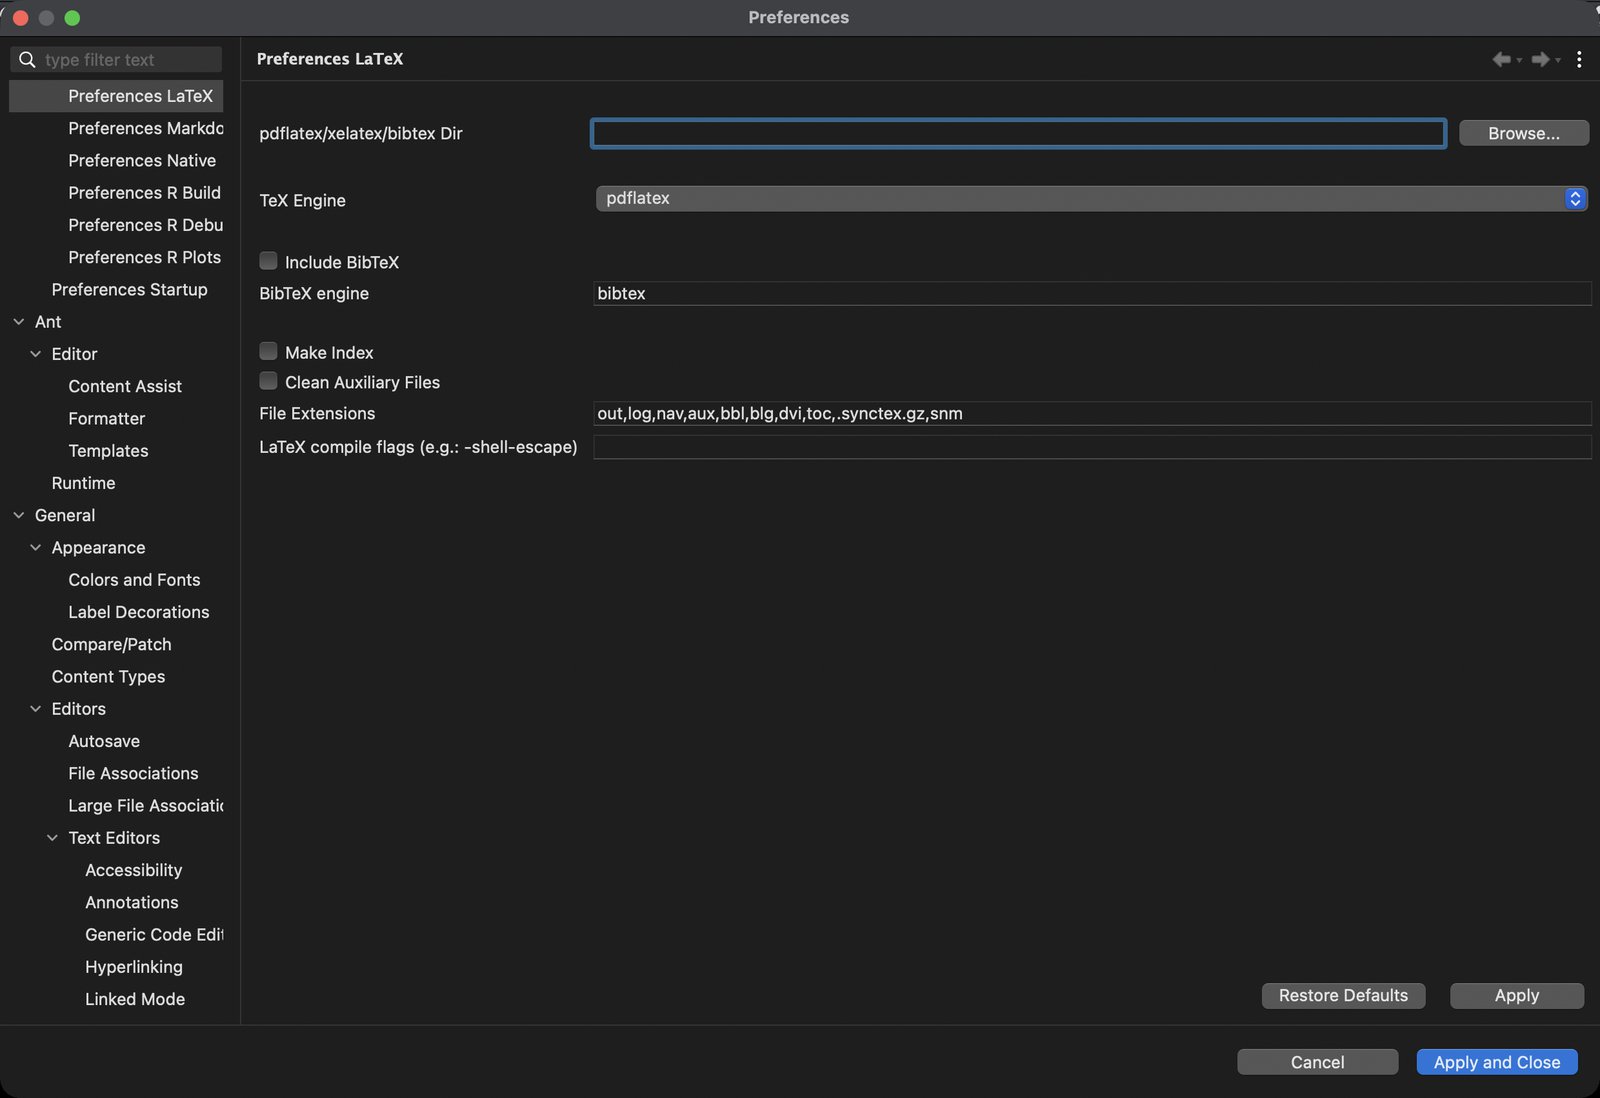 Preferences
type filter text
Preferences LaTeX
Preferences Markdo
Preferences Native
Preferences R Build
Preferences R Debu
Preferences R Plots
Preferences Startup
Ant
Editor
Content Assist
Formatter
Templates
Runtime
General
Appearance
Colors and Fonts
Label Decorations
Compare/Patch
Content Types
Editors
Autosave
File Associations
Large File Associatio
Text Editors
Accessibility
Annotations
Generic Code Edit
Hyperlinking
Linked Mode
Preferences LaTeX
pdflatex/xelatex/bibtex Dir
Browse...
TeX Engine
pdflatex
Include BibTeX
BibTeX engine
bibtex
Make Index
Clean Auxiliary Files
File Extensions
out,log,nav,aux,bbl,blg,dvi,toc,.synctex.gz,snm
LaTeX compile flags (e.g.: -shell-escape)
Restore Defaults
Apply
Cancel
Apply and Close